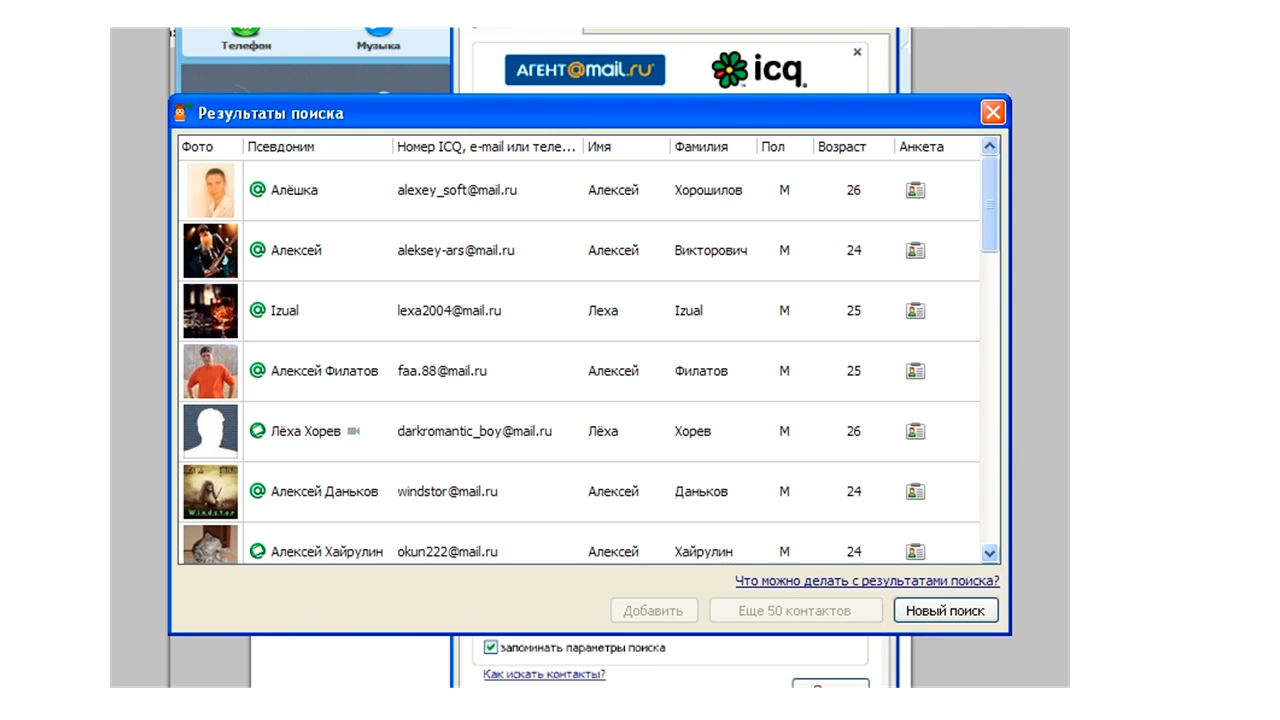 Телефон Музыка
АГЕНТ@mail.ru icq
Результаты поиска
Фото Псевдоним Номер ICQ, e-mail или теле... Имя Фамилия Пол Возраст Анкета
Алёшка alexey_soft@mail.ru Алексей Хорошилов М 26
Алексей aleksey-ars@mail.ru Алексей Викторович М 24
Izual lexa2004@mail.ru Леха Izual М 25
Алексей Филатов faa.88@mail.ru Алексей Филатов М 25
Лёха Хорев darkromantic_boy@mail.ru Лёха Хорев М 26
Алексей Даньков windstor@mail.ru Алексей Даньков М 24
Windstor
Алексей Хайрулин okun222@mail.ru Алексей Хайрулин М 24
Что можно делать с результатами поиска?
Добавить Еще 50 контактов Новый поиск
запоминать параметры поиска
Как искать контакты?